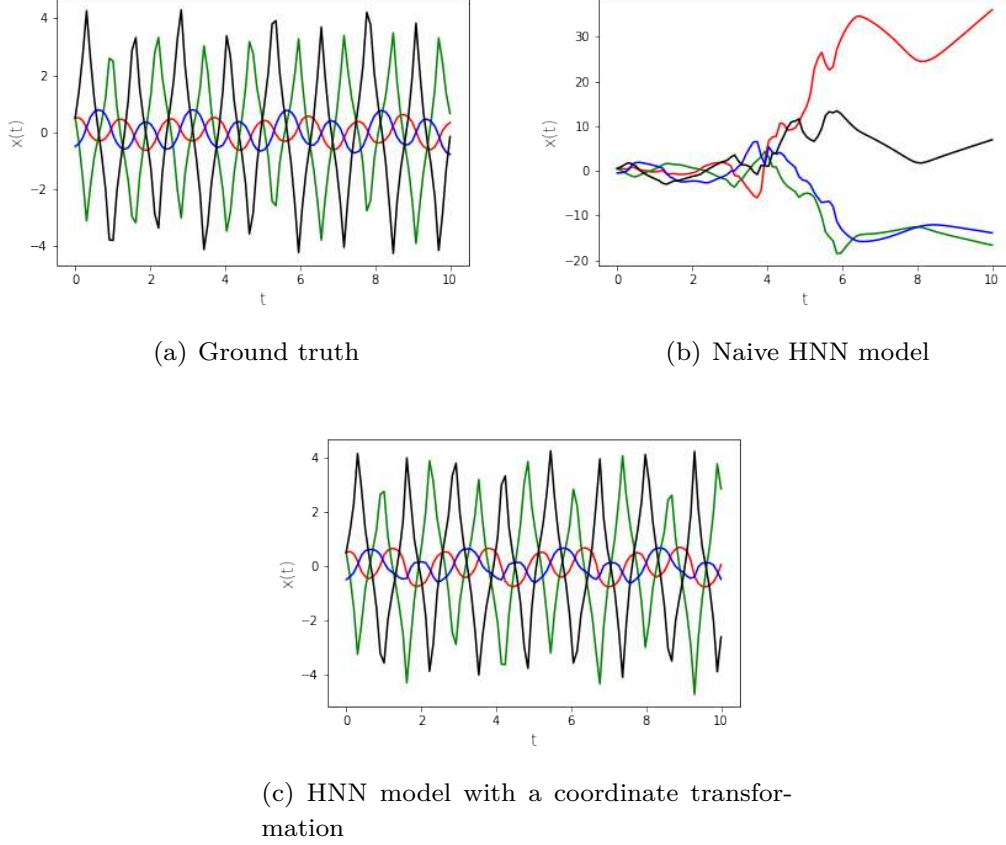 4
2
0
−2
−4
x(t)
0 2 4 6 8 10
t
(a) Ground truth
30
20
10
0
−10
−20
x(t)
0 2 4 6 8 10
t
(b) Naive HNN model
4
2
0
−2
−4
x(t)
0 2 4 6 8 10
t
(c) HNN model with a coordinate transfor-
mation